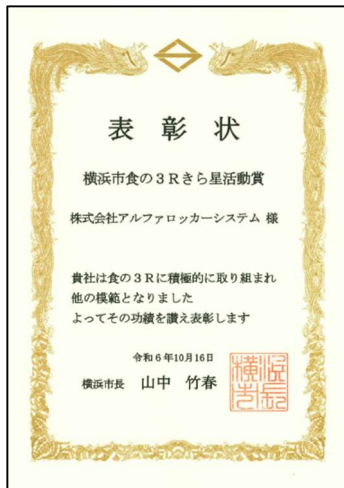 表彰状
横浜市食の3Rきら星活動賞
株式会社アルファロッカーシステム 様
貴社は食の3Rに積極的に取り組まれ
他の模範となりました
よってその功績を讃え表彰します
令和6年10月16日
横浜市長 山中 竹春